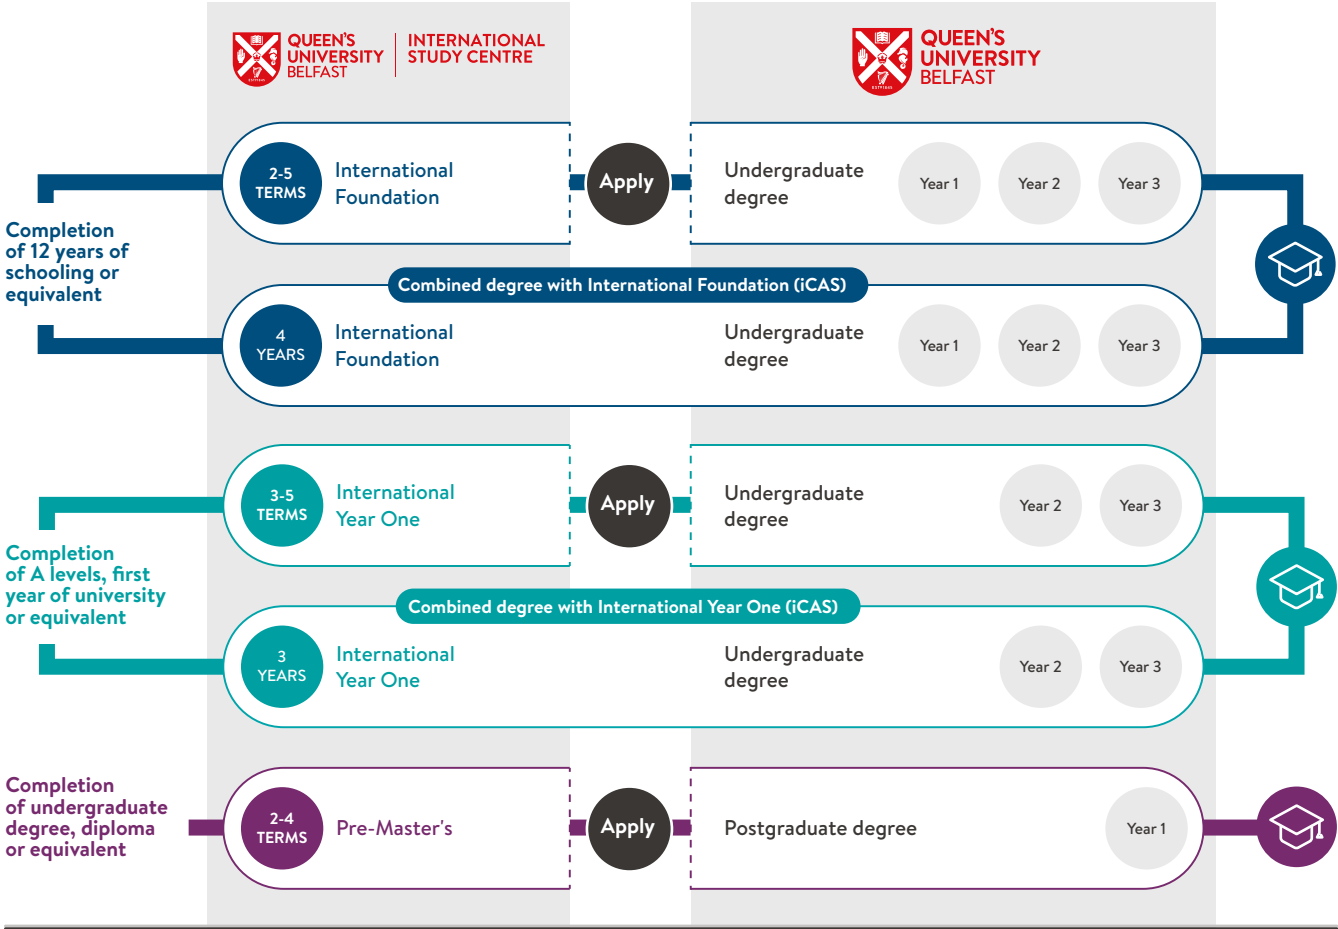 QUEEN'S
UNIVERSITY
BELFAST
INTERNATIONAL
STUDY CENTRE
QUEEN'S
UNIVERSITY
BELFAST
Completion
of 12 years of
schooling or
equivalent
2-5
TERMS
International
Foundation
Apply
Undergraduate
degree
Year 1
Year 2
Year 3
Combined degree with International Foundation (iCAS)
4
YEARS
International
Foundation
Undergraduate
degree
Year 1
Year 2
Year 3
Completion
of A levels, first
year of university
or equivalent
3-5
TERMS
International
Year One
Apply
Undergraduate
degree
Year 2
Year 3
Combined degree with International Year One (iCAS)
3
YEARS
International
Year One
Undergraduate
degree
Year 2
Year 3
Completion
of undergraduate
degree, diploma
or equivalent
2-4
TERMS
Pre-Master's
Apply
Postgraduate degree
Year 1